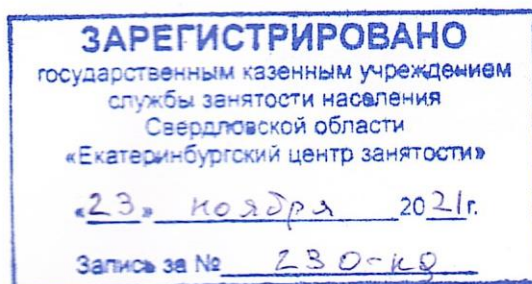 ЗАРЕГИСТРИРОВАНО
государственным казенным учреждением
службы занятости населения
Свердловской области
«Екатеринбургский центр занятости»
«23» ноября 2021г.
Запись за № 230-кд